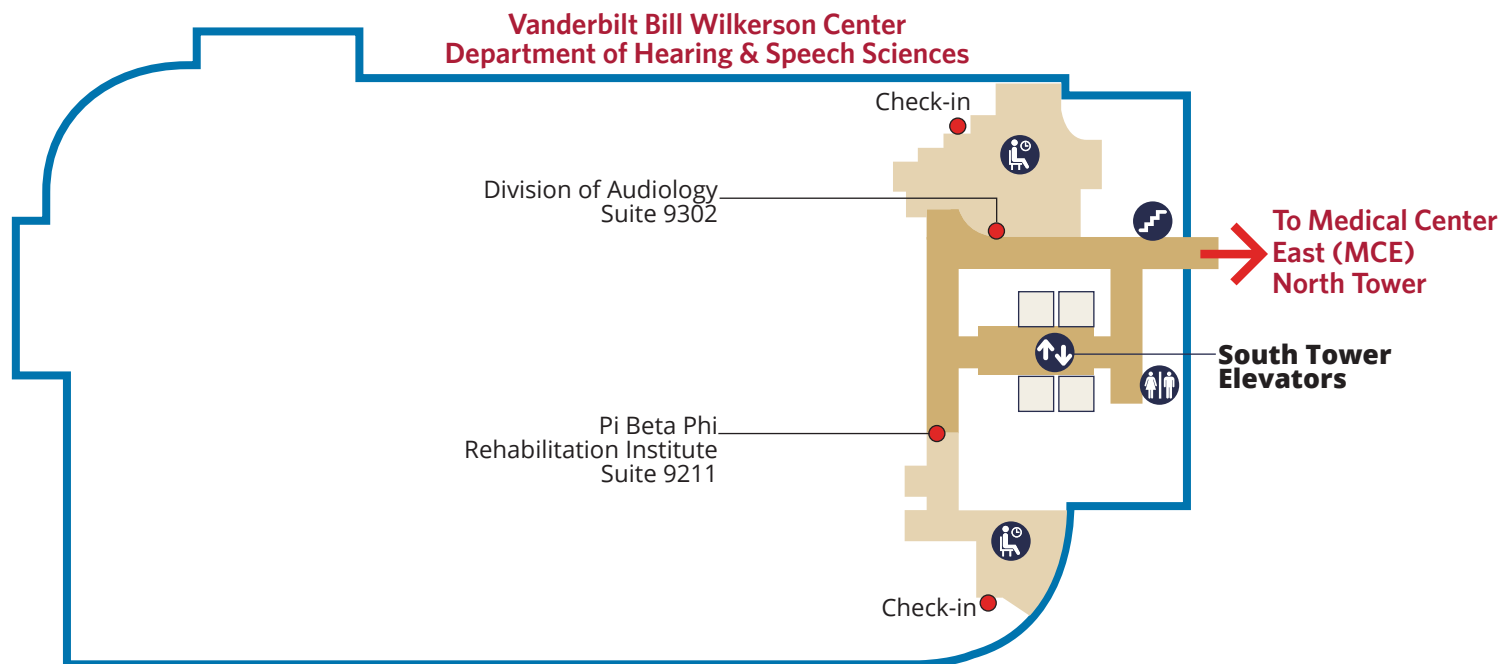 Vanderbilt Bill Wilkerson Center
Department of Hearing & Speech Sciences
Check-in
Division of Audiology
Suite 9302
To Medical Center
East (MCE)
North Tower
South Tower
Elevators
Pi Beta Phi
Rehabilitation Institute
Suite 9211
Check-in